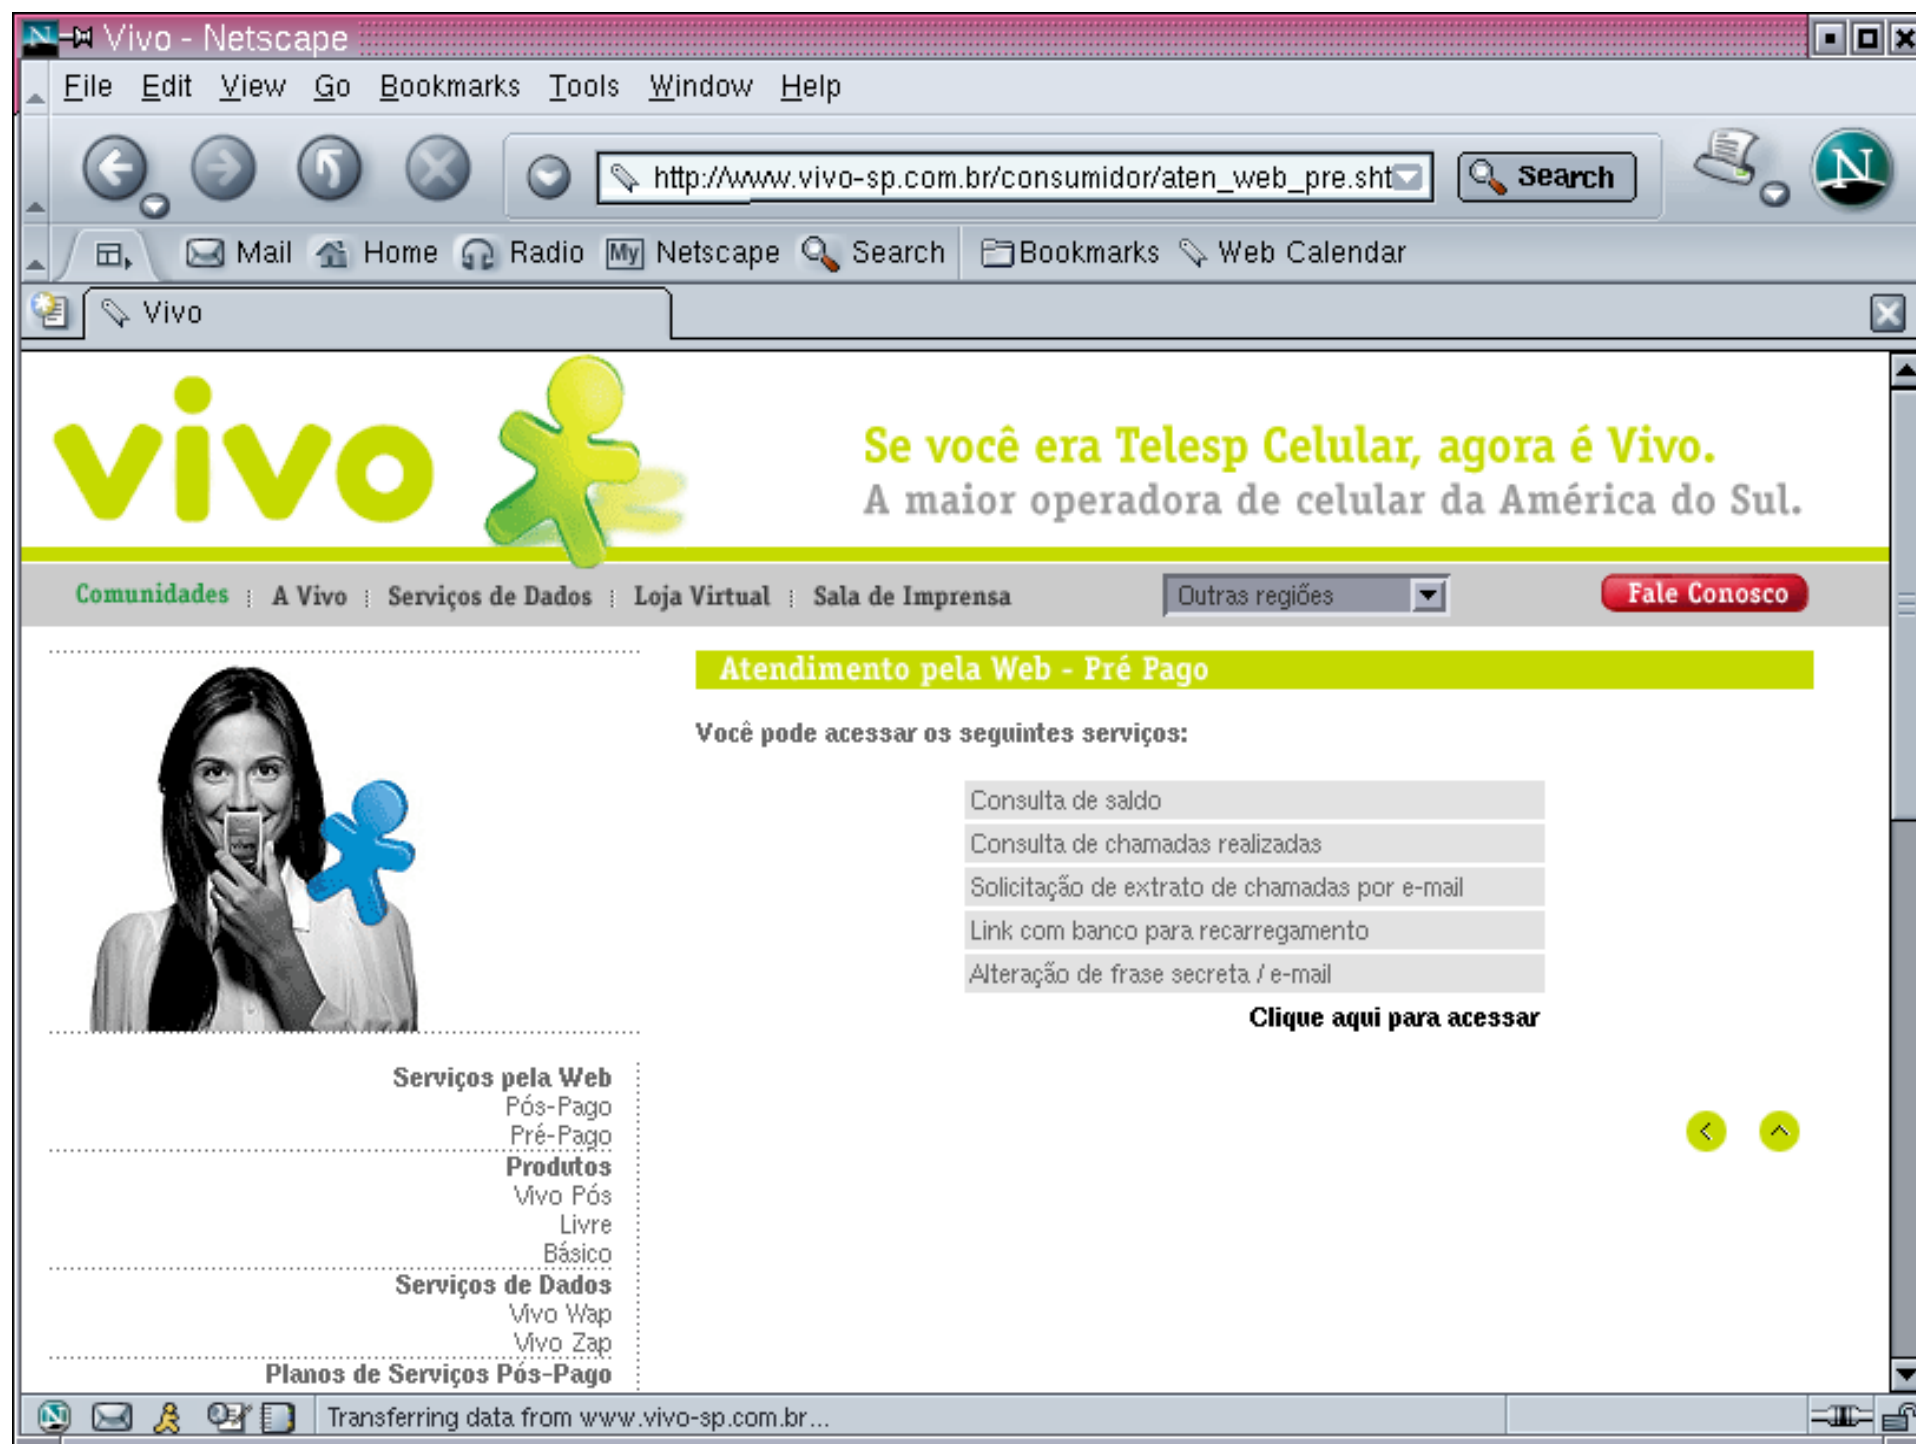 Vivo - Netscape
File Edit View Go Bookmarks Tools Window Help
http://www.vivo-sp.com.br/consumidor/aten_web_pre.sht
Search
N
Mail Home Radio My Netscape Search Bookmarks Web Calendar
Vivo
vivo
Se você era Telesp Celular, agora é Vivo.
A maior operadora de celular da América do Sul.
Comunidades A Vivo Serviços de Dados Loja Virtual Sala de Imprensa Outras regiões Fale Conosco
Atendimento pela Web - Pré Pago
Você pode acessar os seguintes serviços:
Consulta de saldo
Consulta de chamadas realizadas
Solicitação de extrato de chamadas por e-mail
Link com banco para recarregamento
Alteração de frase secreta / e-mail
Clique aqui para acessar
Serviços pela Web
Pós-Pago
Pré-Pago
Produtos
Vivo Pós
Livre
Básico
Serviços de Dados
Vivo Wap
Vivo Zap
Planos de Serviços Pós-Pago
Transferring data from www.vivo-sp.com.br...